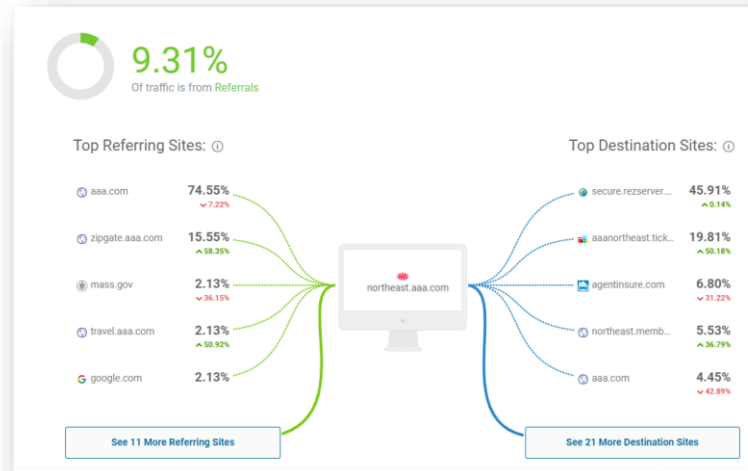 9.31%
Of traffic is from Referrals
Top Referring Sites:
aaa.com 74.55%
7.22%
zipgate.aaa.com 15.55%
58.35%
mass.gov 2.13%
36.15%
travel.aaa.com 2.13%
50.92%
google.com 2.13%
See 11 More Referring Sites
northeast.aaa.com
Top Destination Sites:
secure.rezserver.... 45.91%
0.14%
aaanortheast.tick... 19.81%
50.18%
agentinsure.com 6.80%
31.22%
northeast.memb... 5.53%
36.79%
aaa.com 4.45%
42.89%
See 21 More Destination Sites